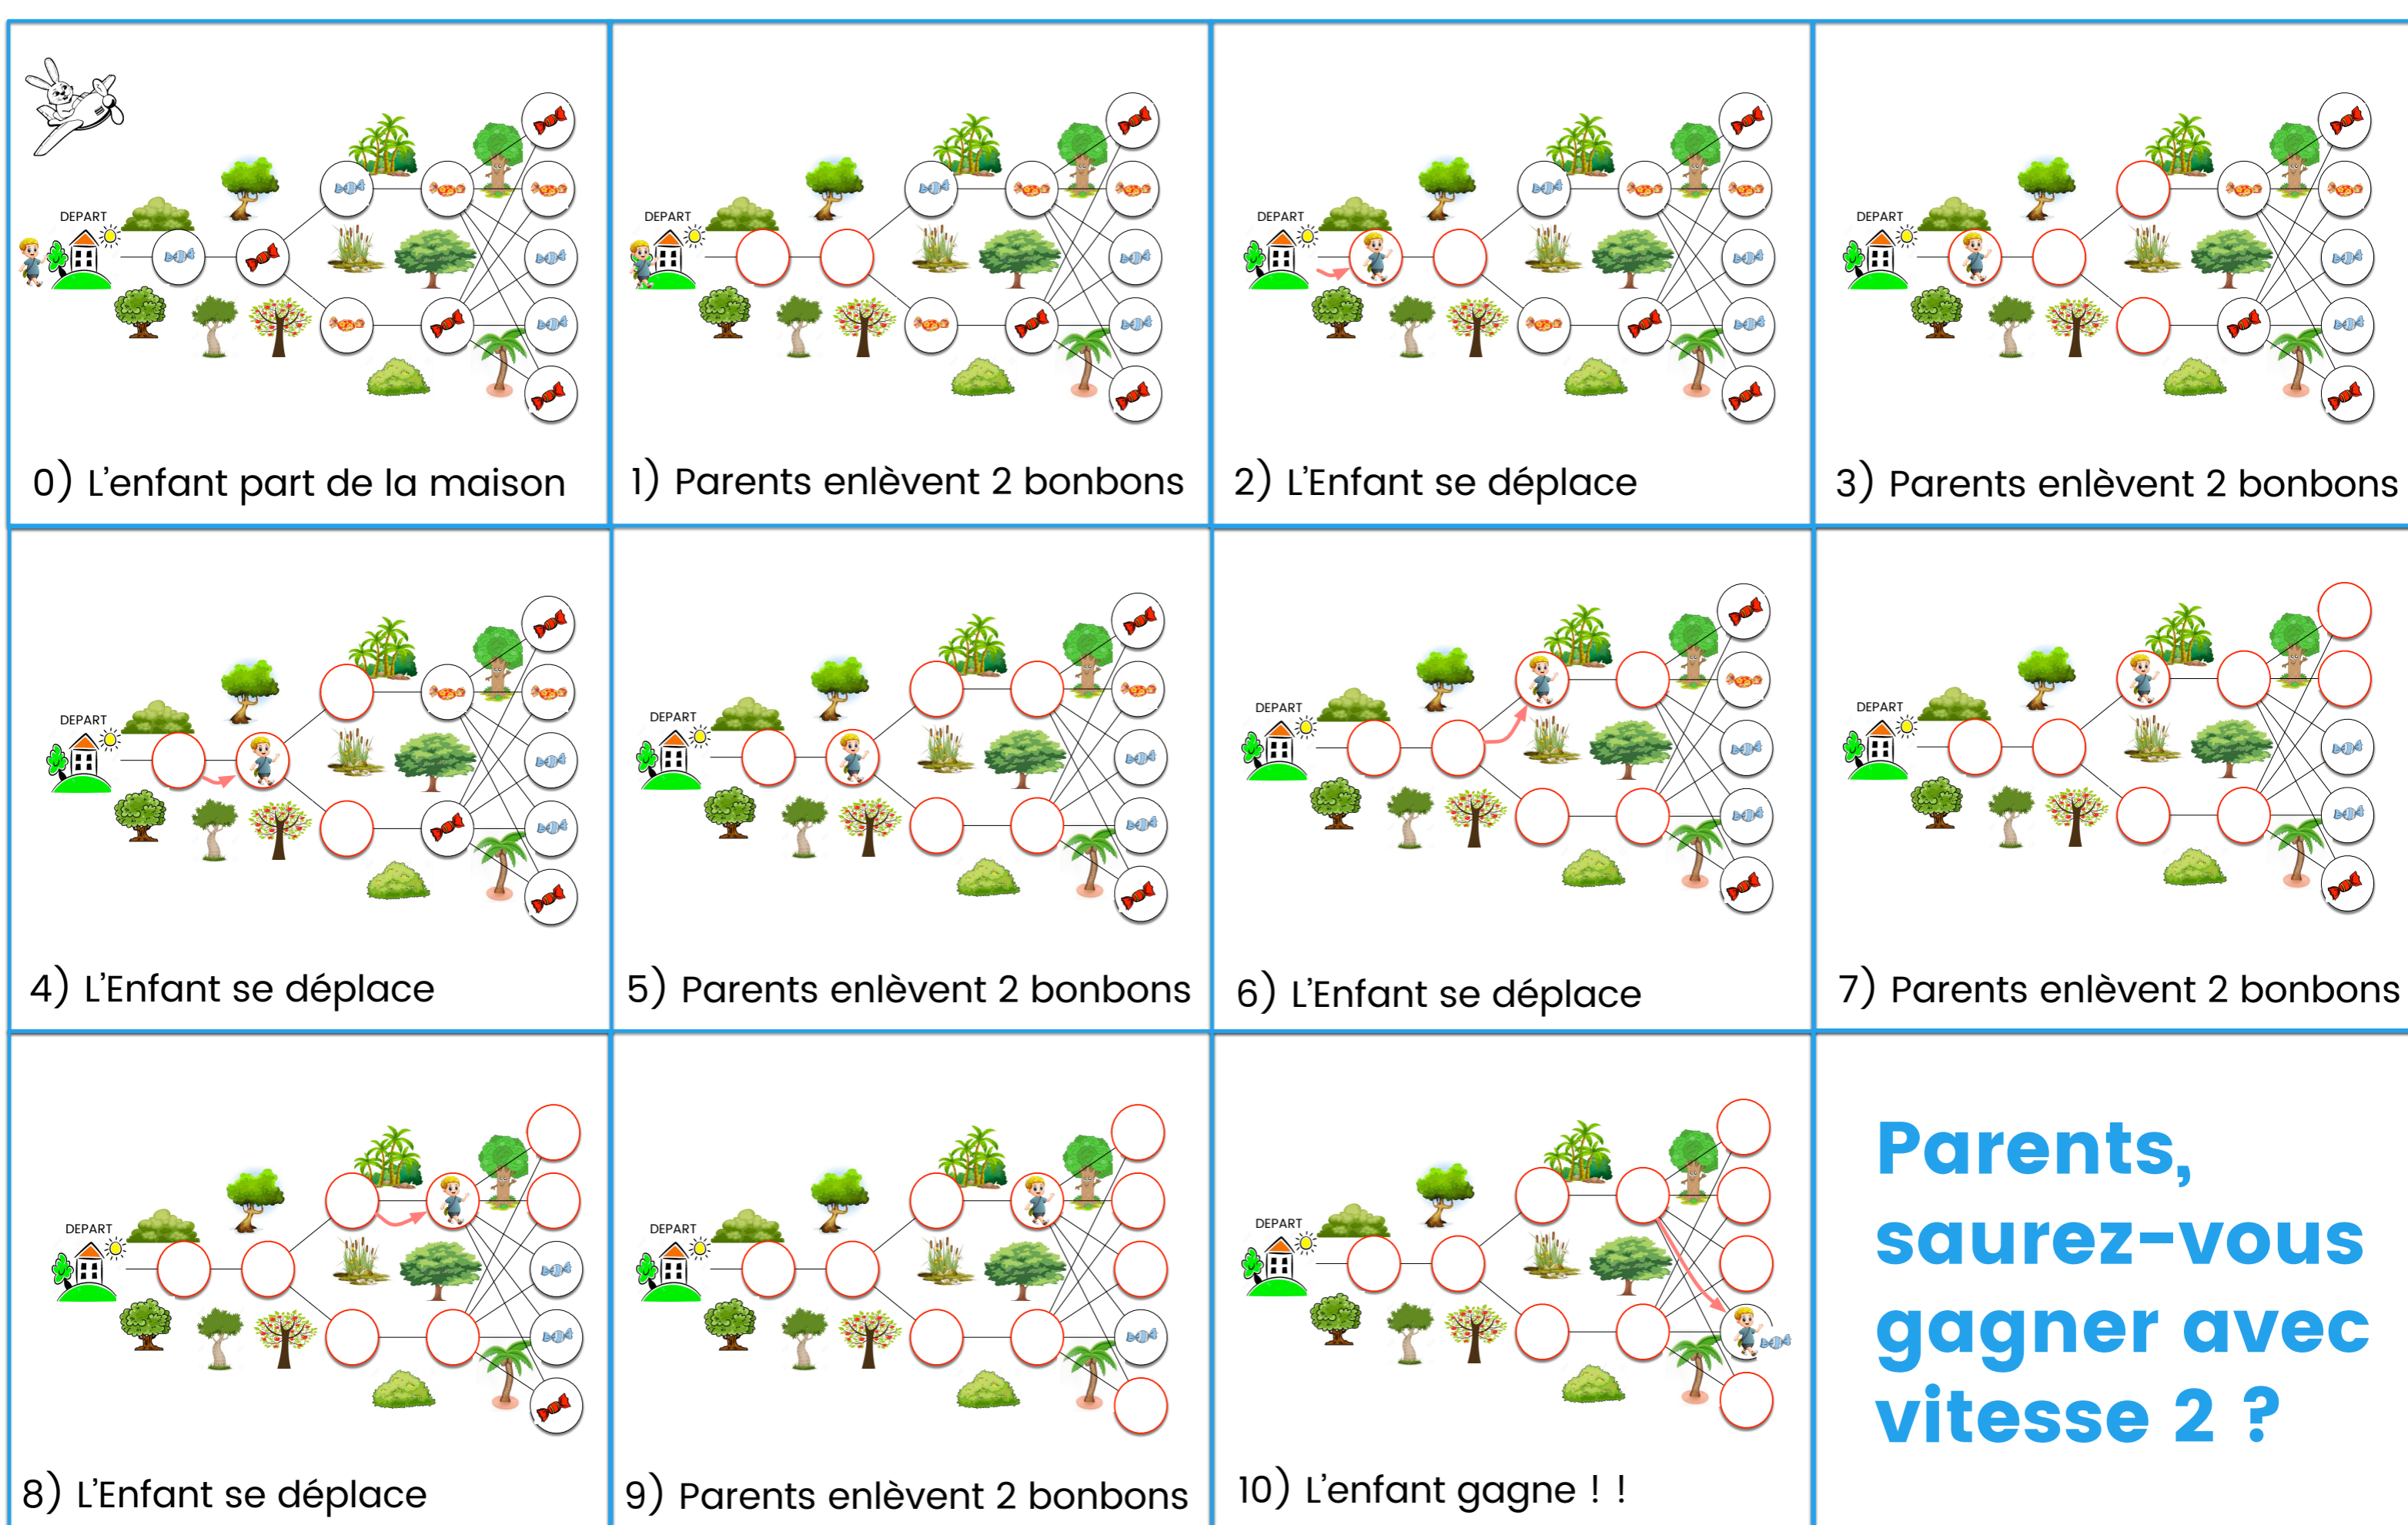 DEPART
0) L'enfant part de la maison
DEPART
1) Parents enlèvent 2 bonbons
DEPART
2) L'Enfant se déplace
DEPART
3) Parents enlèvent 2 bonbons
DEPART
4) L'Enfant se déplace
DEPART
5) Parents enlèvent 2 bonbons
DEPART
6) L'Enfant se déplace
DEPART
7) Parents enlèvent 2 bonbons
DEPART
8) L'Enfant se déplace
DEPART
9) Parents enlèvent 2 bonbons
DEPART
10) L'enfant gagne ! !
Parents,
saurez-vous
gagner avec
vitesse 2 ?